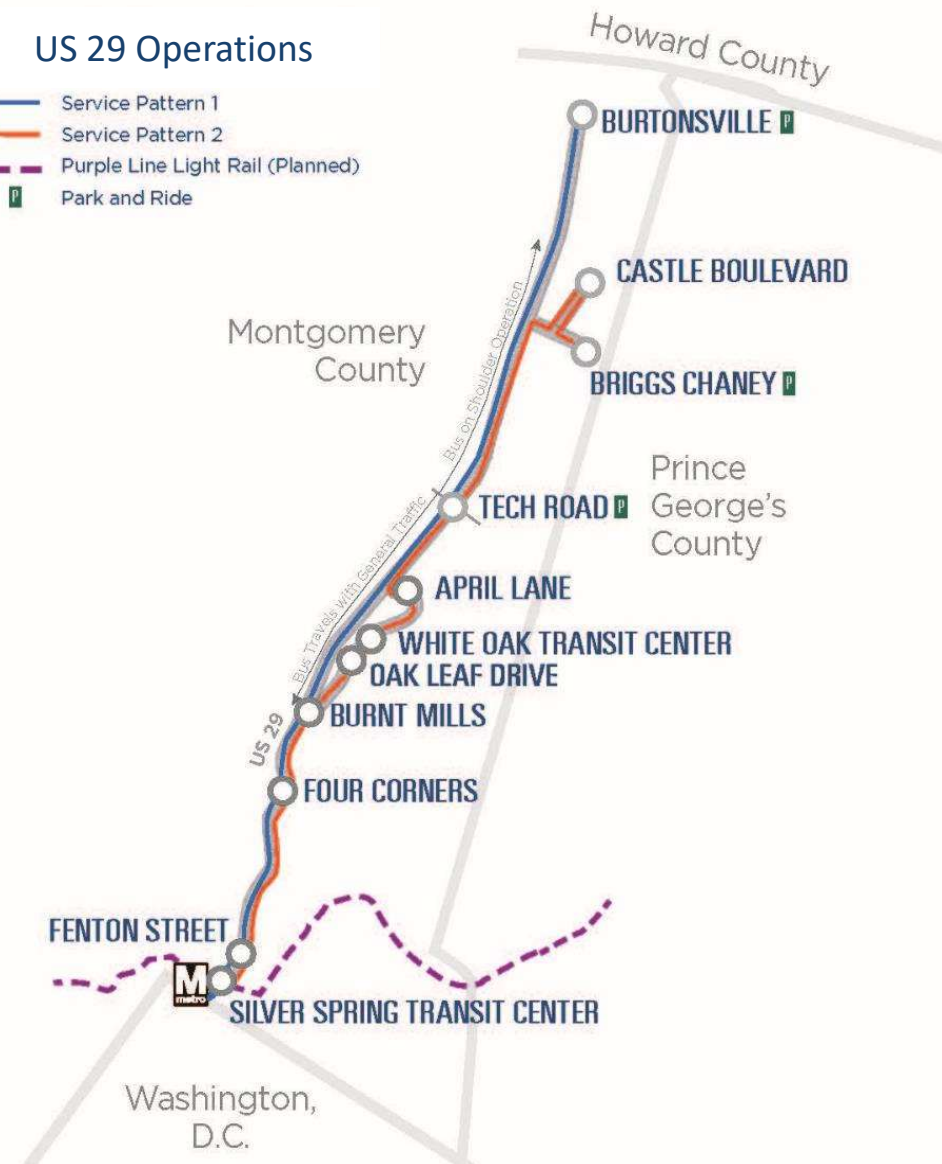 US 29 Operations
Service Pattern 1
Service Pattern 2
Purple Line Light Rail (Planned)
P Park and Ride
Howard County
BURTONSVILLE P
CASTLE BOULEVARD
Montgomery
County
Bus on Shoulder Operation
BRIGGS CHANEY P
Prince
George's
County
TECH ROAD P
Bus Travels with General Traffic
APRIL LANE
WHITE OAK TRANSIT CENTER
OAK LEAF DRIVE
BURNT MILLS
US 29
FOUR CORNERS
FENTON STREET
M
metro
SILVER SPRING TRANSIT CENTER
Washington,
D.C.